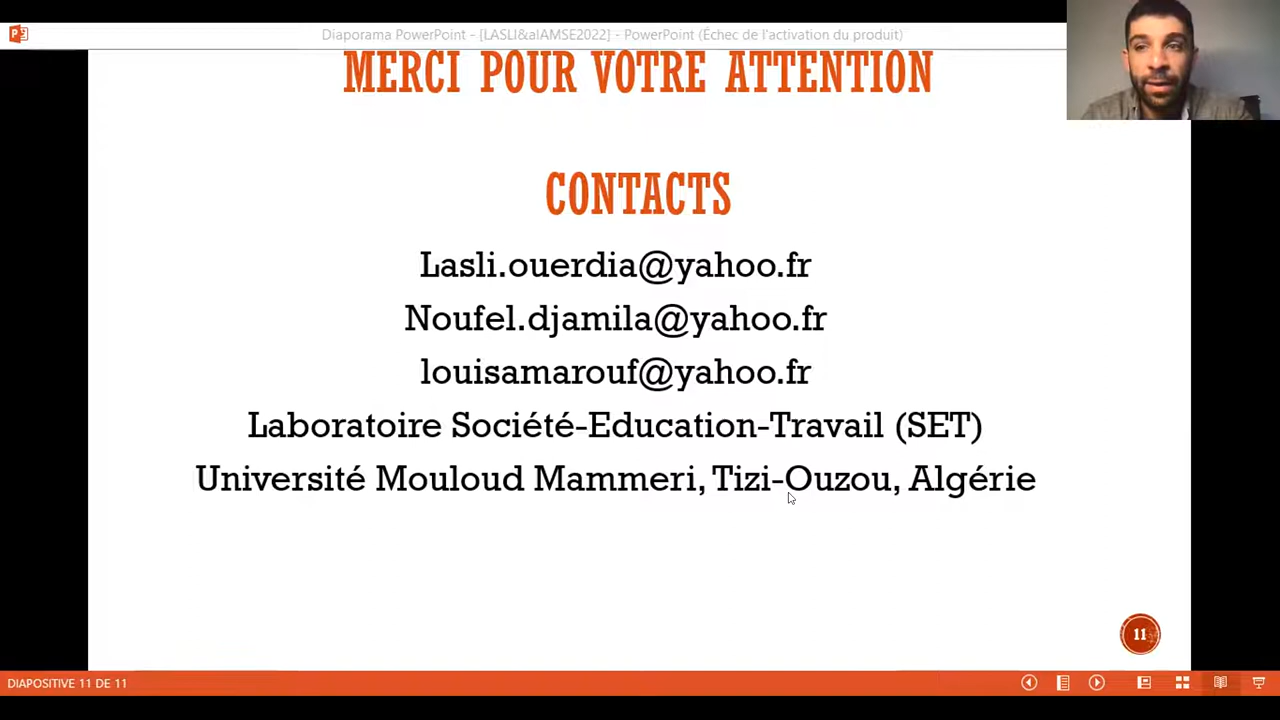 Diaporama PowerPoint - [LASLI&alAMSE2022] - PowerPoint (Échec de l'activation du produit)
MERCI POUR VOTRE ATTENTION
CONTACTS
Lasli.ouerdia@yahoo.fr
Noufel.djamila@yahoo.fr
louisamarouf@yahoo.fr
Laboratoire Société-Education-Travail (SET)
Université Mouloud Mammeri, Tizi-Ouzou, Algérie
11
DIAPOSITIVE 11 DE 11